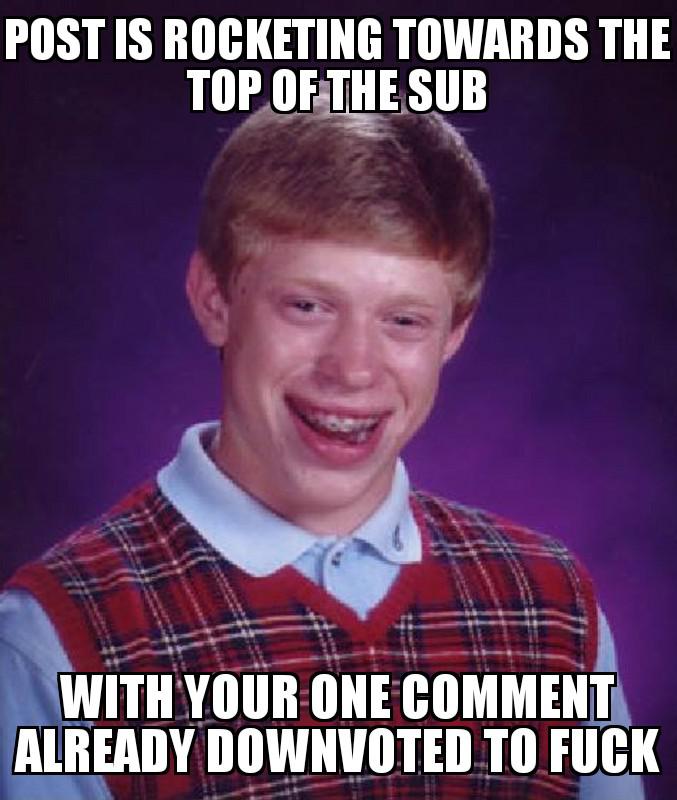 POST IS ROCKETING TOWARDS THE
TOP OF THE SUB
WITH YOUR ONE COMMENT
ALREADY DOWNVOTED TO FUCK